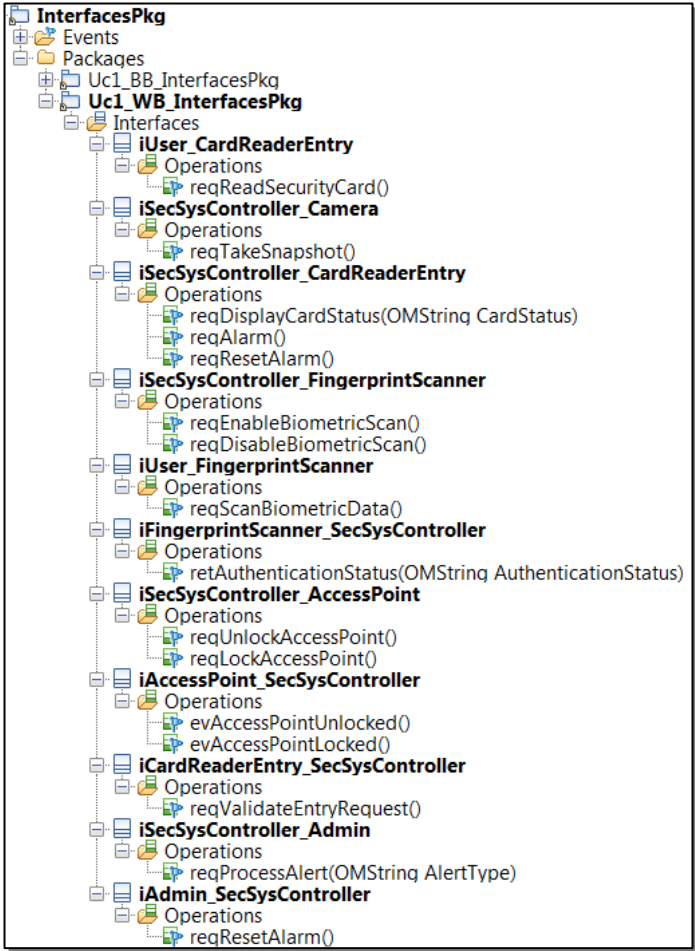 InterfacesPkg
Events
Packages
Uc1_BB_InterfacesPkg
Uc1_WB_InterfacesPkg
Interfaces
iUser_CardReaderEntry
Operations
reqReadSecurityCard()
iSecSysController_Camera
Operations
reqTakeSnapshot()
iSecSysController_CardReaderEntry
Operations
reqDisplayCardStatus(OMString CardStatus)
reqAlarm()
reqResetAlarm()
iSecSysController_FingerprintScanner
Operations
reqEnableBiometricScan()
reqDisableBiometricScan()
iUser_FingerprintScanner
Operations
reqScanBiometricData()
iFingerprintScanner_SecSysController
Operations
retAuthenticationStatus(OMString AuthenticationStatus)
iSecSysController_AccessPoint
Operations
reqUnlockAccessPoint()
reqLockAccessPoint()
iAccessPoint_SecSysController
Operations
evAccessPointUnlocked()
evAccessPointLocked()
iCardReaderEntry_SecSysController
Operations
reqValidateEntryRequest()
iSecSysController_Admin
Operations
reqProcessAlert(OMString AlertType)
iAdmin_SecSysController
Operations
reqResetAlarm()